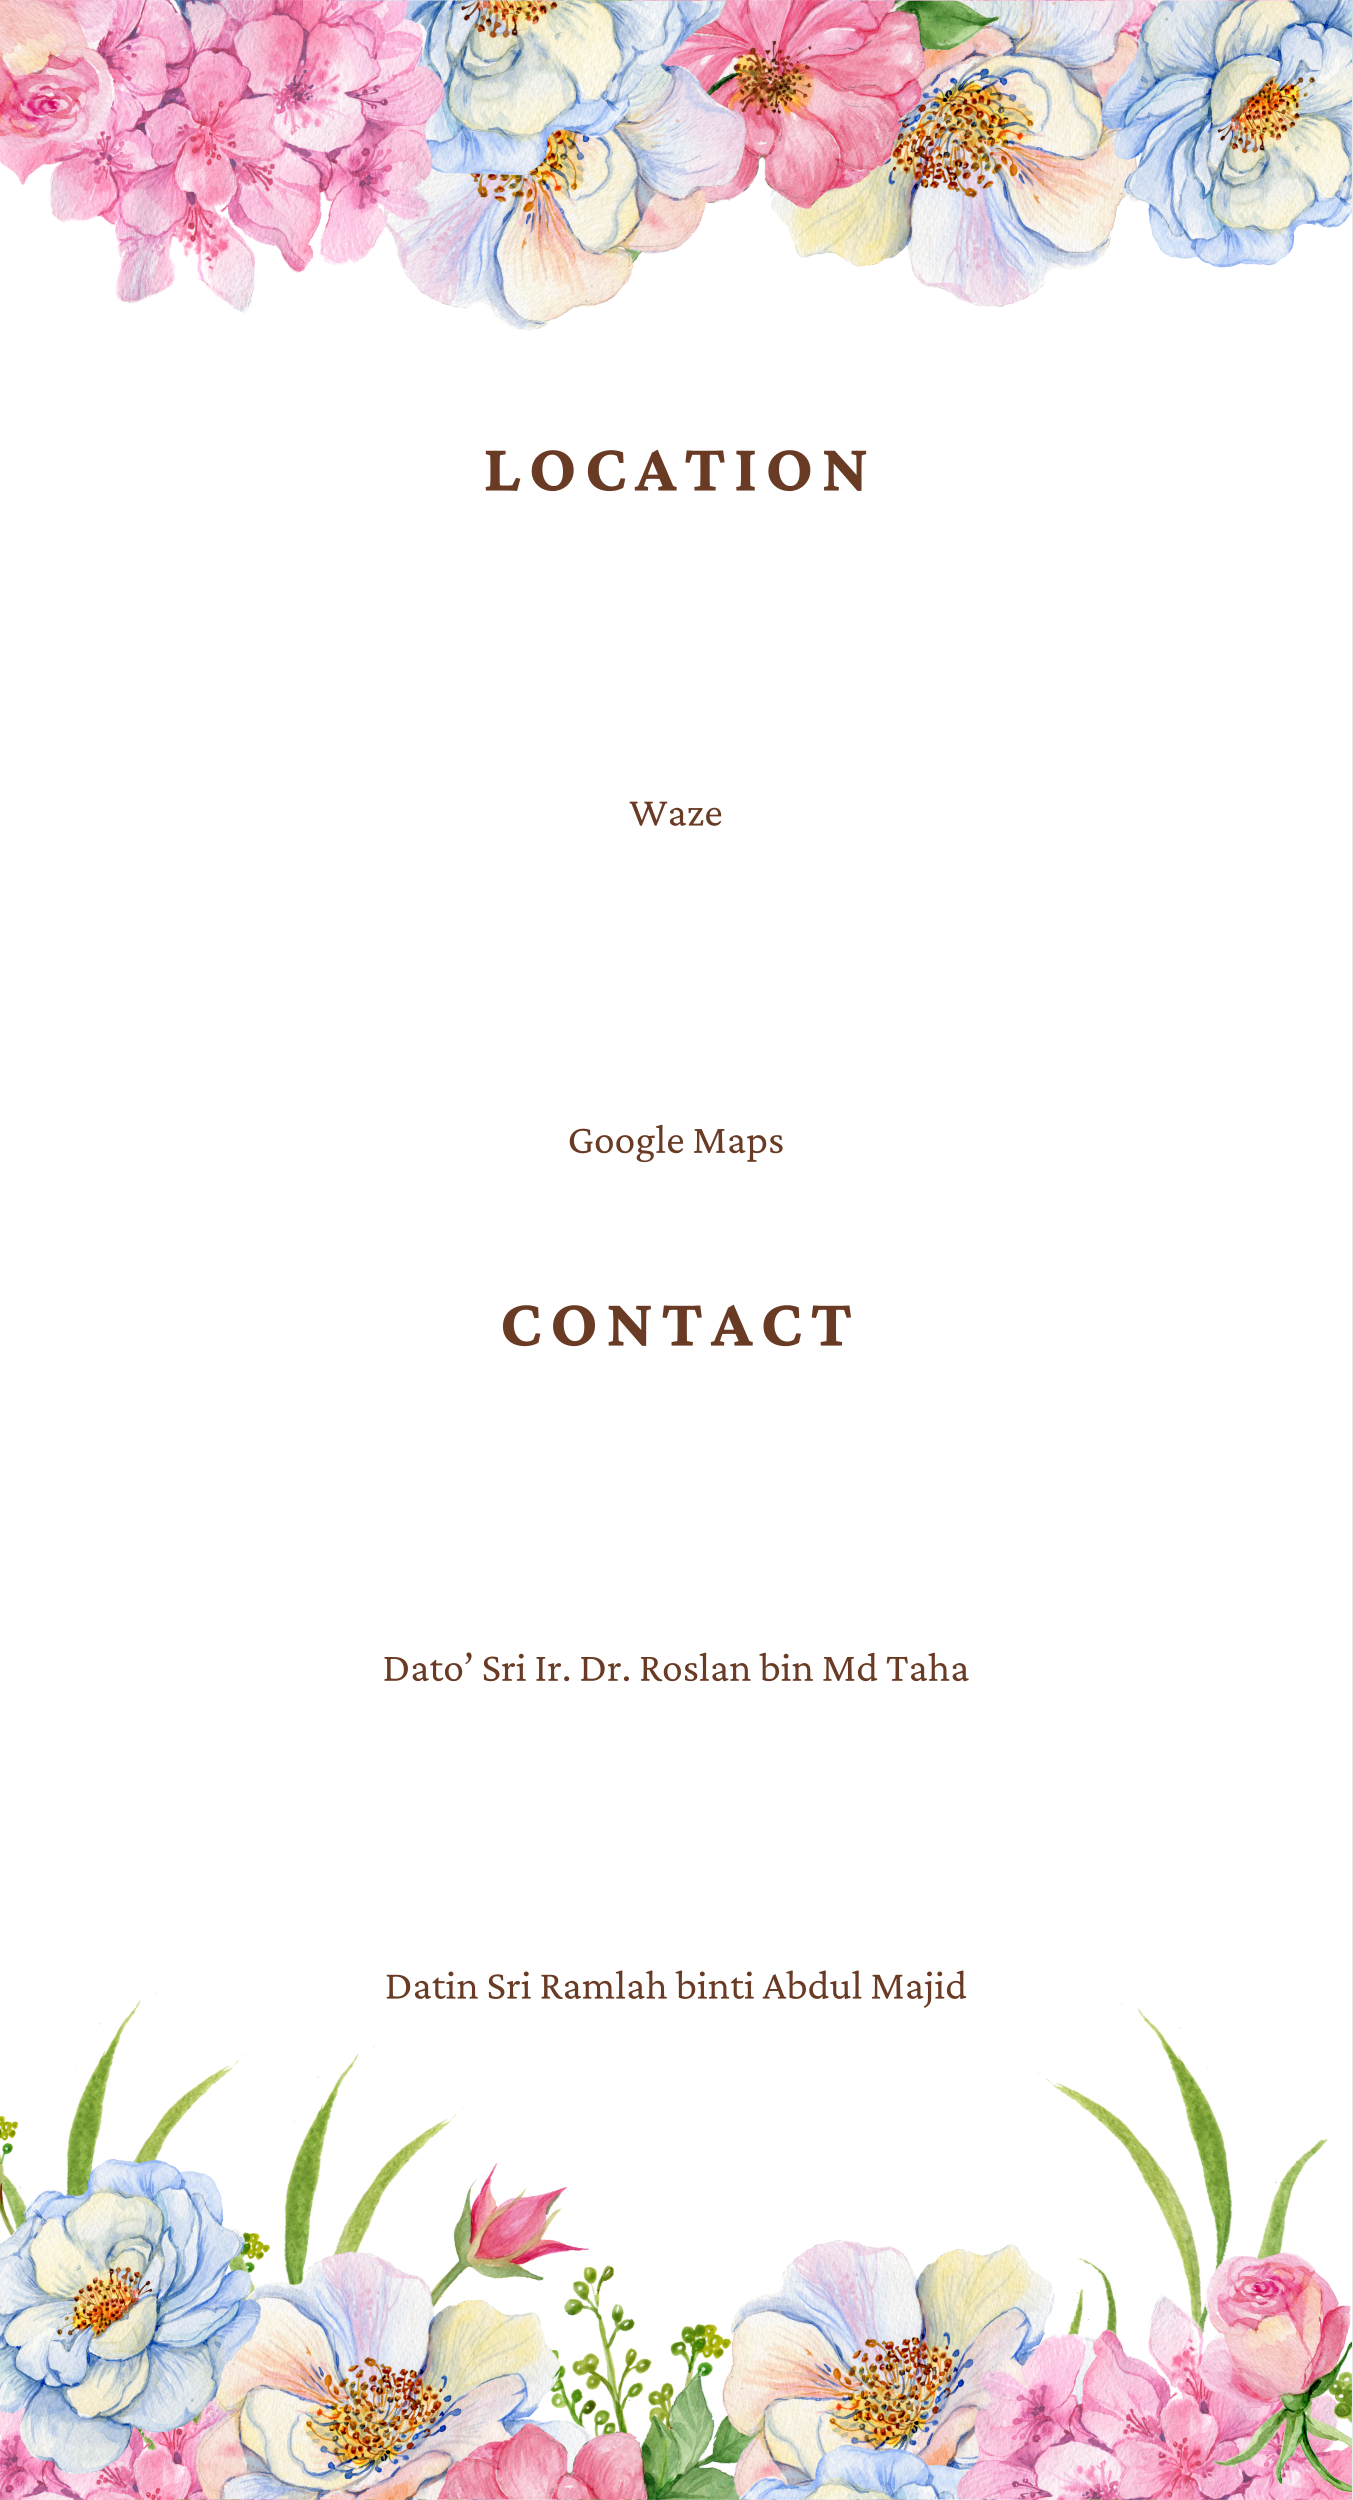 LOCATION
Waze
Google Maps
CONTACT
Dato’ Sri Ir. Dr. Roslan bin Md Taha
Datin Sri Ramlah binti Abdul Majid